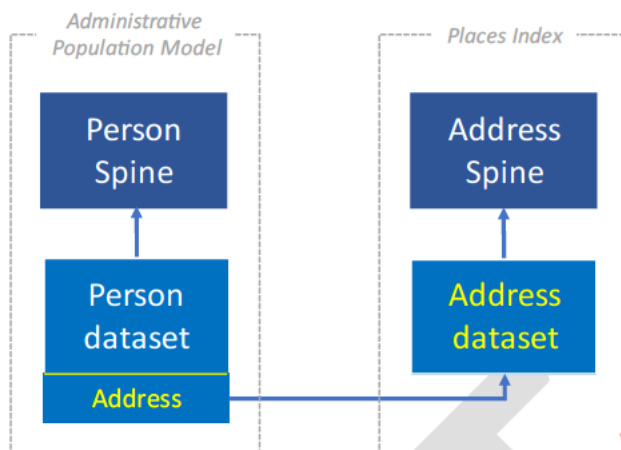 Administrative
Population Model
Places Index
Person
Spine
Address
Spine
Person
dataset
Address
dataset
Address